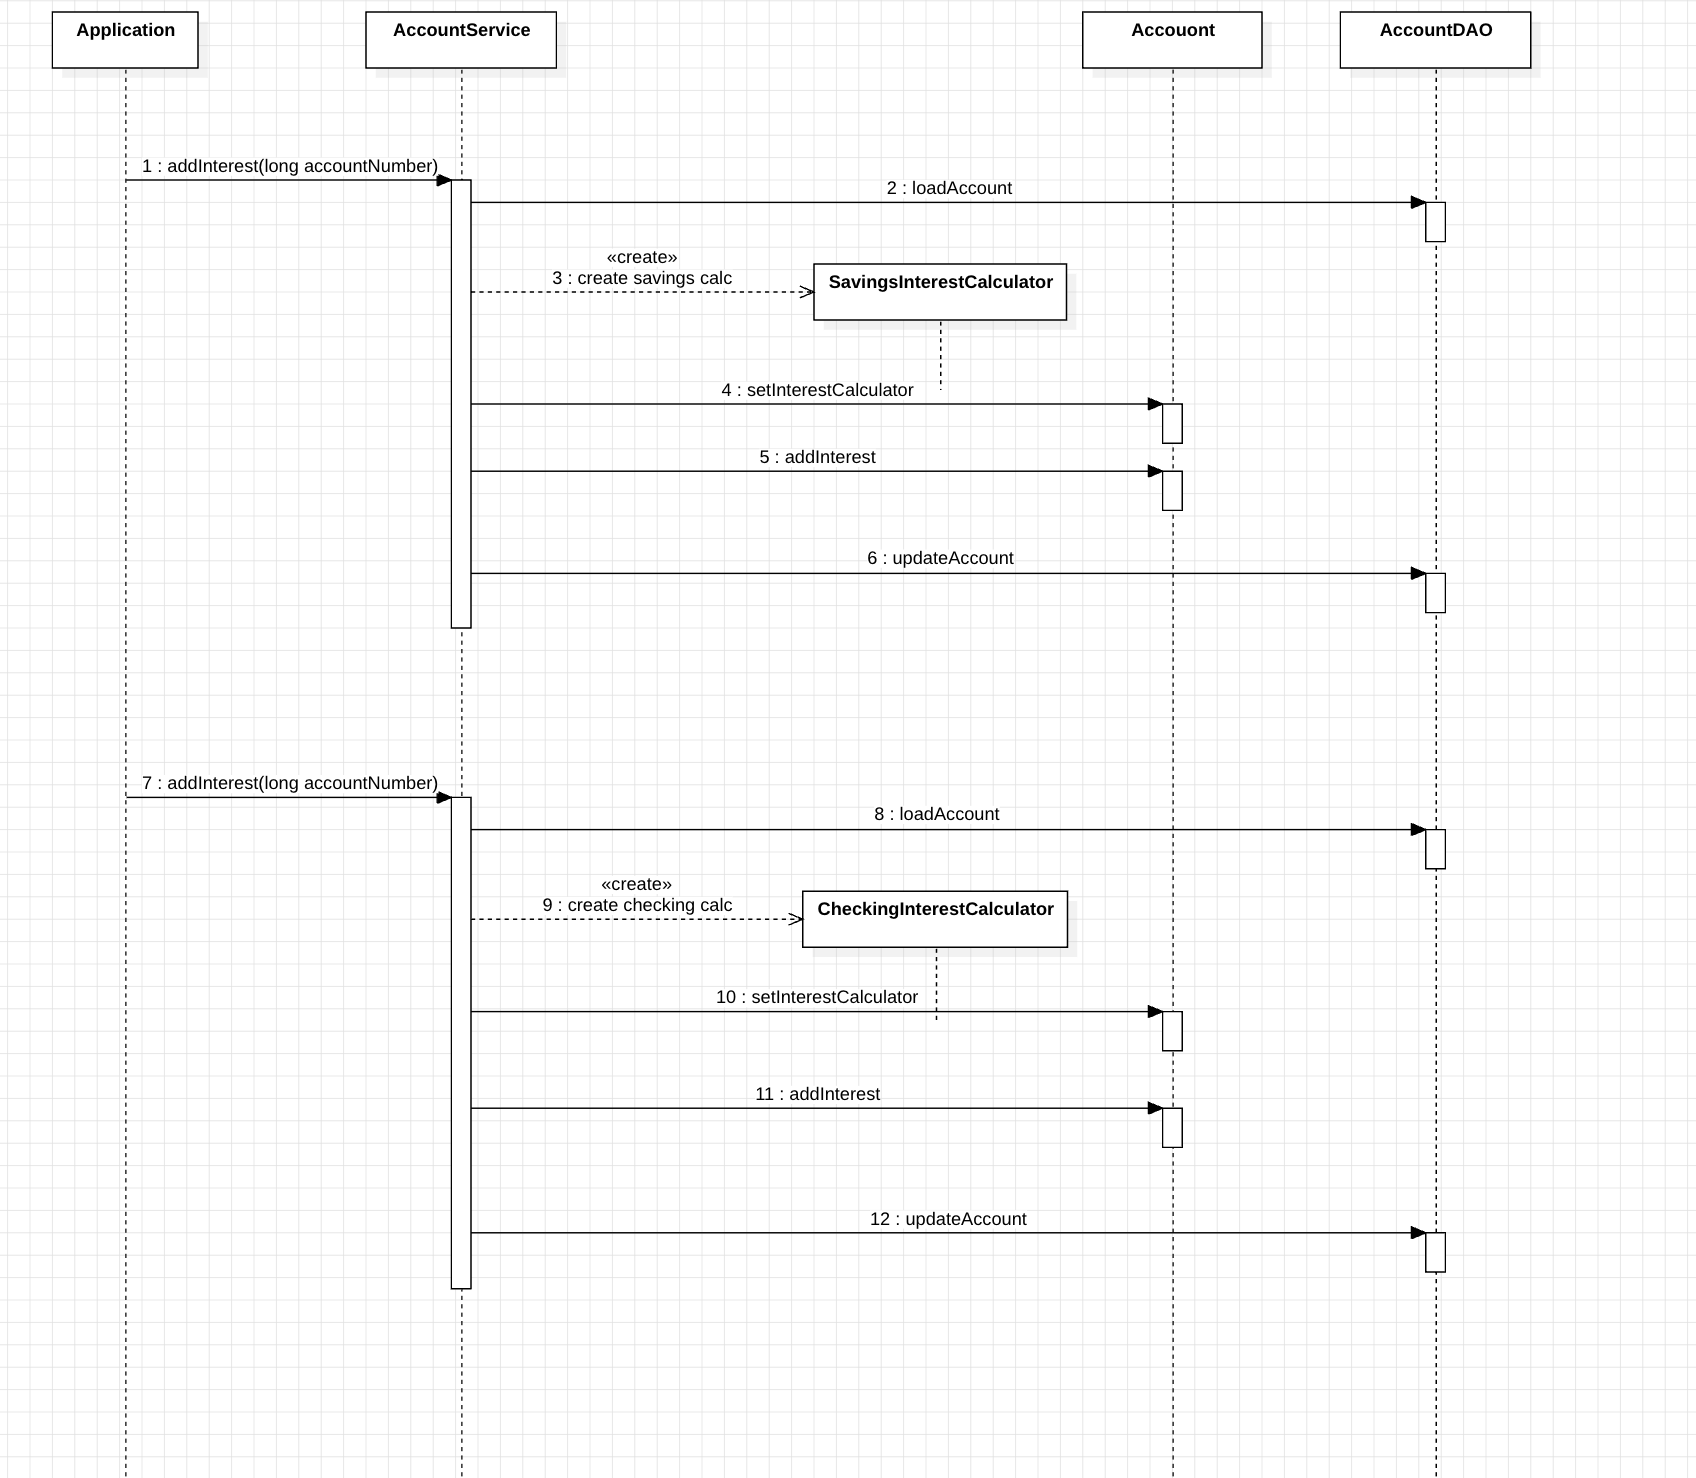 Application
AccountService
Accouont
AccountDAO
1 : addInterest(long accountNumber)
2 : loadAccount
«create»
3 : create savings calc
SavingsInterestCalculator
4 : setInterestCalculator
5 : addInterest
6 : updateAccount
7 : addInterest(long accountNumber)
8 : loadAccount
«create»
9 : create checking calc
CheckingInterestCalculator
10 : setInterestCalculator
11 : addInterest
12 : updateAccount